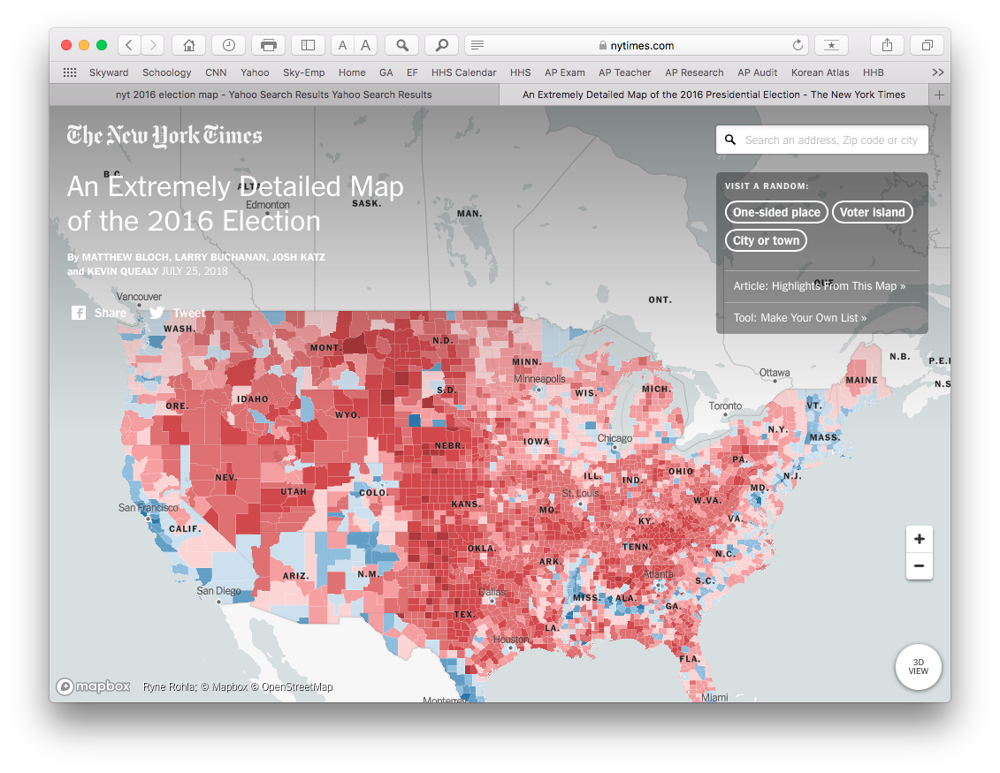 A A
nytimes.com
Skyward Schoology CNN Yahoo Sky-Emp Home GA EF HHS Calendar HHS AP Exam AP Teacher AP Research AP Audit Korean Atlas HHB
nyt 2016 election map - Yahoo Search Results Yahoo Search Results
An Extremely Detailed Map of the 2016 Presidential Election - The New York Times
The New York Times
Search an address, Zip code or city
B.C.
ALTA.
An Extremely Detailed Map
of the 2016 Election
Edmonton
SASK.
MAN.
VISIT A RANDOM:
One-sided place
Voter island
City or town
By MATTHEW BLOCH, LARRY BUCHANAN, JOSH KATZ
and KEVIN QUEALY JULY 25, 2018
QUE.
Article: Highlights From This Map »
Tool: Make Your Own List »
Vancouver
ONT.
Share
Tweet
WASH.
MONT.
N.D.
MINN.
N.B.
P.E.I
Ottawa
Minneapolis
MAINE
N.S
S.D.
WIS.
MICH.
ORE.
IDAHO
WYO.
Toronto
VT.
N.Y.
MASS.
NEBR.
IOWA
Chicago
PA.
NEV.
UTAH
COLO.
ILL.
IND.
OHIO
N.J.
MD.
St. Louis
San Francisco
KANS.
MO.
W.VA.
CALIF.
KY.
VA.
OKLA.
TENN.
N.C.
ARIZ.
N.M.
ARK.
Atlanta
S.C.
San Diego
Dallas
MISS.
ALA.
GA.
TEX.
LA.
Houston
FLA.
3D
VIEW
mapbox
Ryne Rohla; © Mapbox © OpenStreetMap
Monterrey
Miami